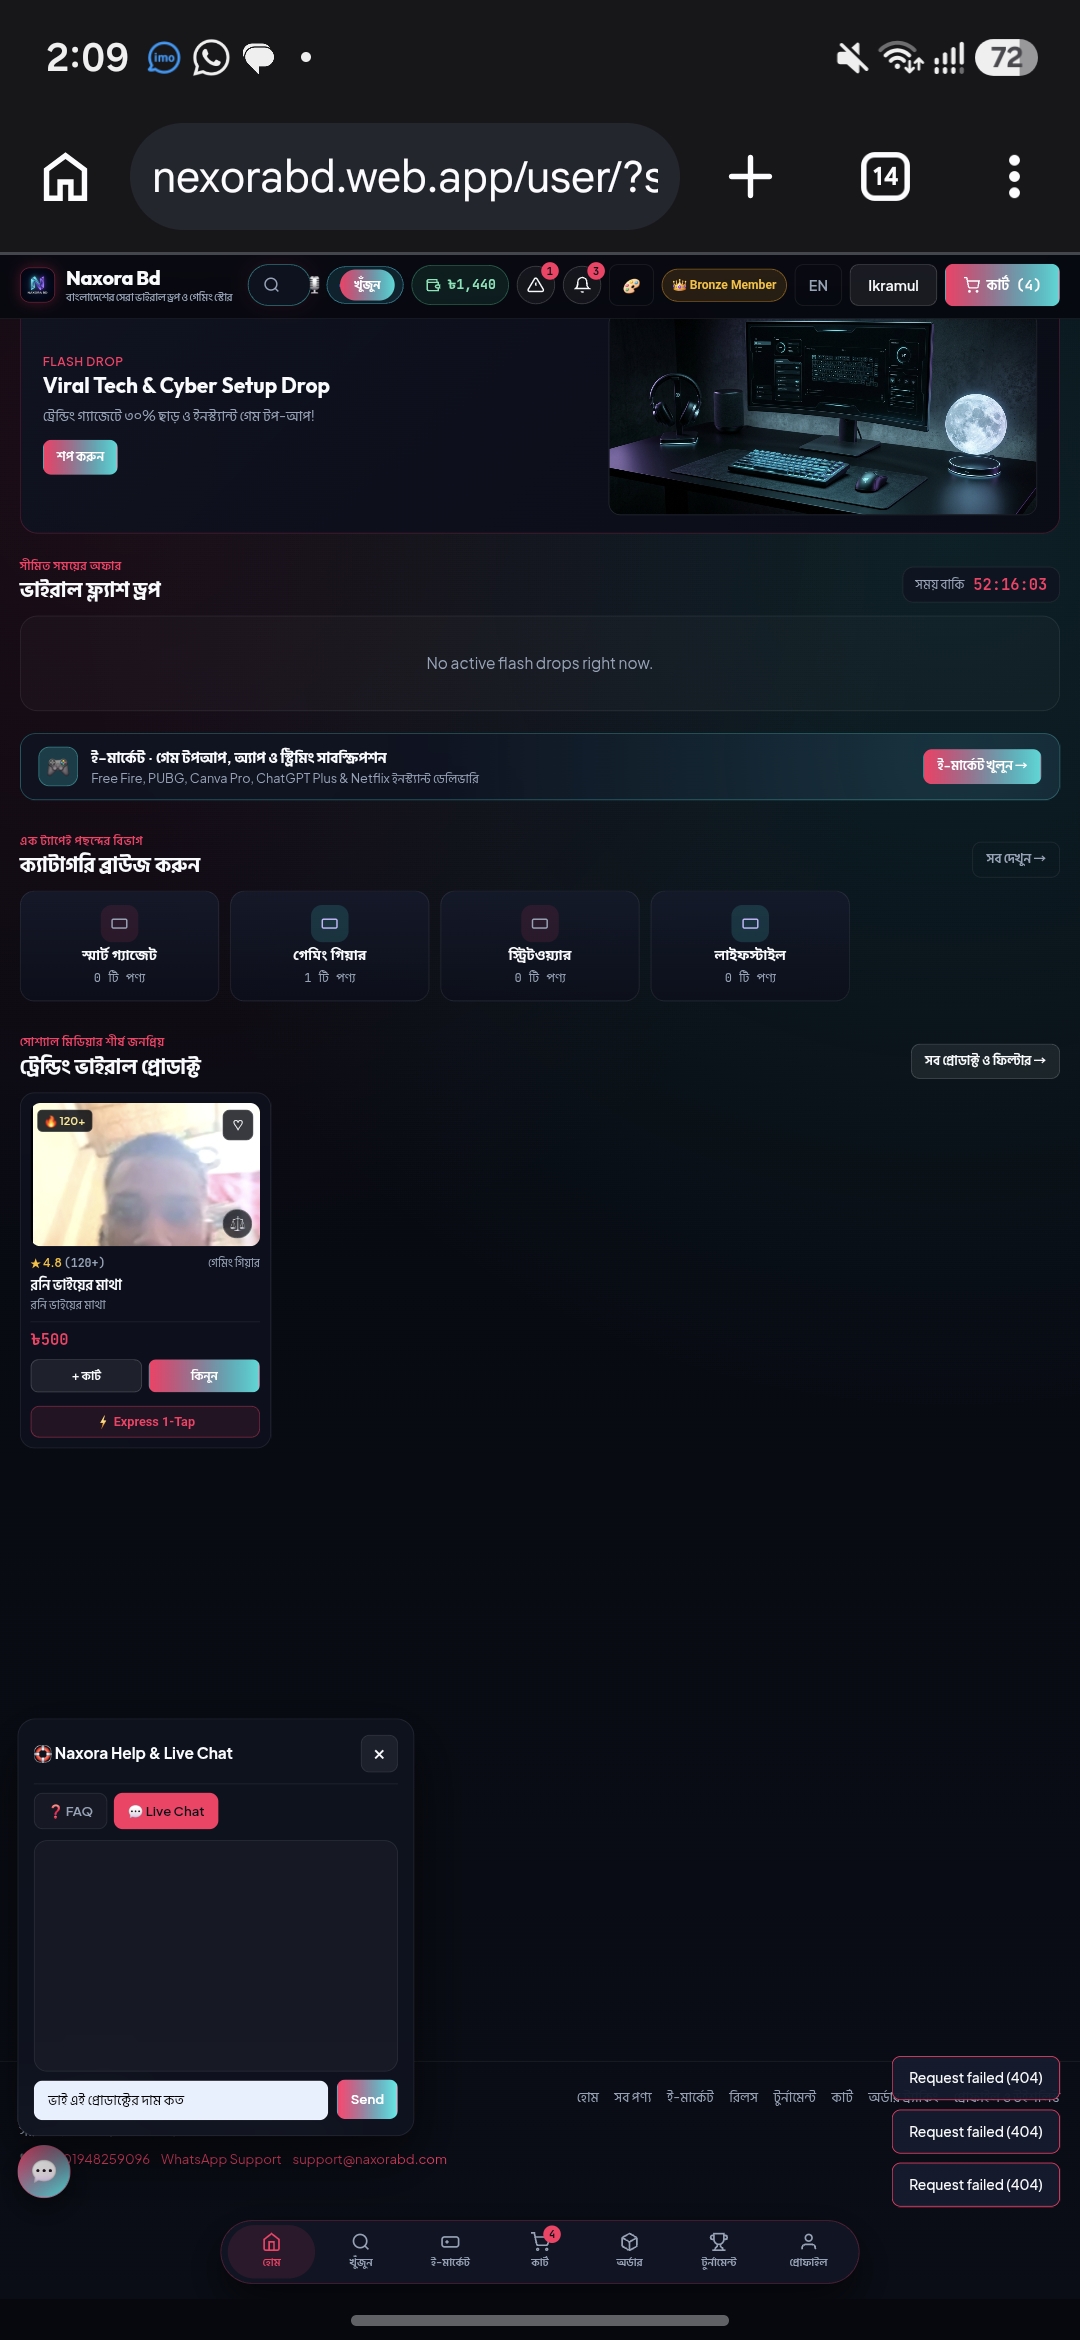 2:09
imo
72
nexorabd.web.app/user/?s
14
Naxora Bd
বাংলাদেশের সেরা ভাইরাল ড্রপ ও গেমিং স্টোর
খুঁজুন
৳1,440
1
3
Bronze Member
EN
Ikramul
কার্ট (4)
FLASH DROP
Viral Tech & Cyber Setup Drop
ট্রেন্ডিং গ্যাজেটে ৩০% ছাড় ও ইনস্ট্যান্ট গেম টপ-আপ!
শপ করুন
সীমিত সময়ের অফার
ভাইরাল ফ্ল্যাশ ড্রপ
সময় বাকি 52:16:03
No active flash drops right now.
ই-মার্কেট · গেম টপআপ, অ্যাপ ও স্ট্রিমিং সাবস্ক্রিপশন
Free Fire, PUBG, Canva Pro, ChatGPT Plus & Netflix ইনস্ট্যান্ট ডেলিভারি
ই-মার্কেট খুলুন →
এক ট্যাপেই পছন্দের বিভাগ
ক্যাটাগরি ব্রাউজ করুন
সব দেখুন →
স্মার্ট গ্যাজেট
0 টি পণ্য
গেমিং গিয়ার
1 টি পণ্য
স্ট্রিটওয়্যার
0 টি পণ্য
লাইফস্টাইল
0 টি পণ্য
সোশ্যাল মিডিয়ার শীর্ষ জনপ্রিয়
ট্রেন্ডিং ভাইরাল প্রোডাক্ট
সব প্রোডাক্ট ও ফিল্টার →
🔥 120+
★ 4.8 (120+)
গেমিং গিয়ার
রনি ভাইয়ের মাথা
রনি ভাইয়ের মাথা
৳500
+ কার্ট
কিনুন
⚡ Express 1-Tap
Naxora Help & Live Chat
×
❓ FAQ
💬 Live Chat
ভাই এই প্রোডাক্টের দাম কত
Send
হোম সব পণ্য ই-মার্কেট রিলস টুর্নামেন্ট কার্ট
01948259096 WhatsApp Support support@naxorabd.com
Request failed (404)
Request failed (404)
Request failed (404)
হোম
খুঁজুন
ই-মার্কেট
4
কার্ট
অর্ডার
টুর্নামেন্ট
প্রোফাইল